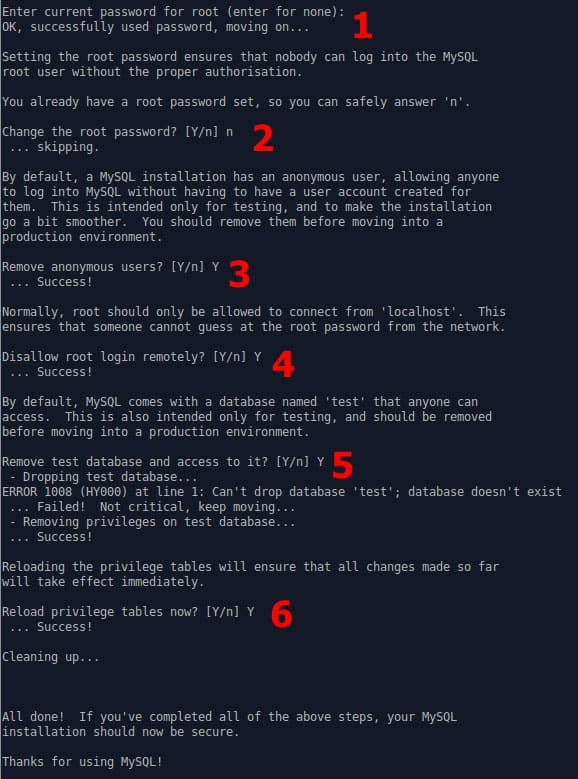 Enter current password for root (enter for none):
OK, successfully used password, moving on... 1
Setting the root password ensures that nobody can log into the MySQL
root user without the proper authorisation.
You already have a root password set, so you can safely answer 'n'.
Change the root password? [Y/n] n 2
... skipping.
By default, a MySQL installation has an anonymous user, allowing anyone
to log into MySQL without having to have a user account created for
them. This is intended only for testing, and to make the installation
go a bit smoother. You should remove them before moving into a
production environment.
Remove anonymous users? [Y/n] Y 3
... Success!
Normally, root should only be allowed to connect from 'localhost'. This
ensures that someone cannot guess at the root password from the network.
Disallow root login remotely? [Y/n] Y 4
... Success!
By default, MySQL comes with a database named 'test' that anyone can
access. This is also intended only for testing, and should be removed
before moving into a production environment.
Remove test database and access to it? [Y/n] Y 5
- Dropping test database...
ERROR 1008 (HY000) at line 1: Can't drop database 'test'; database doesn't exist
... Failed! Not critical, keep moving...
- Removing privileges on test database...
... Success!
Reloading the privilege tables will ensure that all changes made so far
will take effect immediately.
Reload privilege tables now? [Y/n] Y 6
... Success!
Cleaning up...
All done! If you've completed all of the above steps, your MySQL
installation should now be secure.
Thanks for using MySQL!